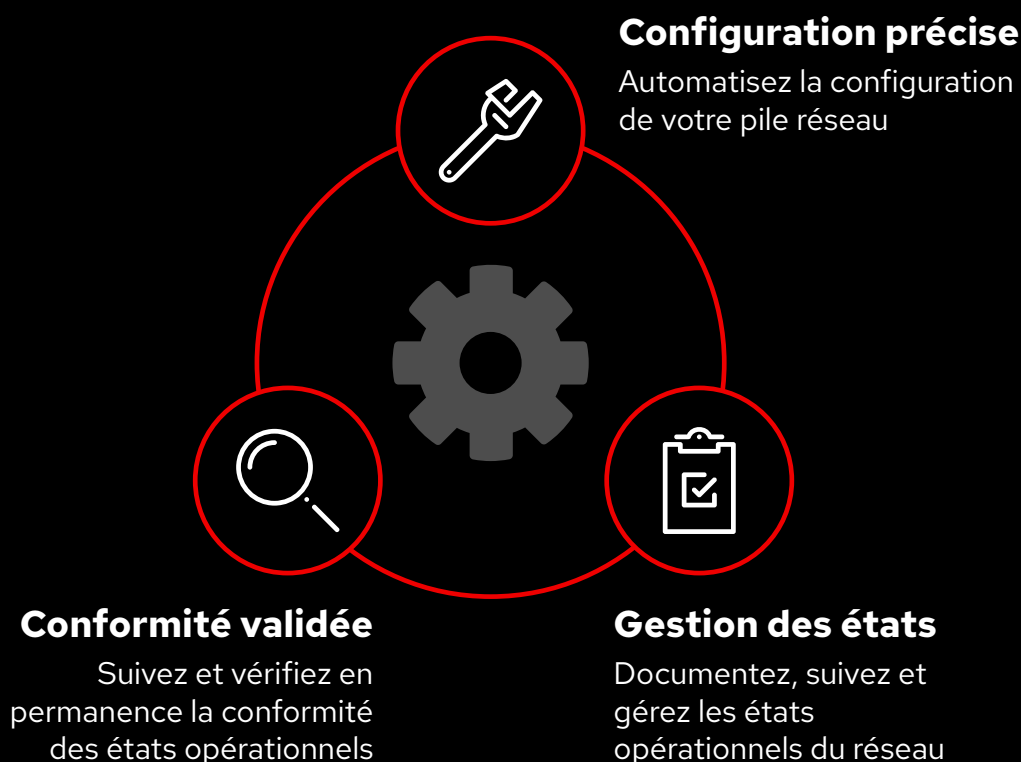 Configuration précise
Automatisez la configuration
de votre pile réseau
Conformité validée
Suivez et vérifiez en
permanence la conformité
des états opérationnels
Gestion des états
Documentez, suivez et
gérez les états
opérationnels du réseau